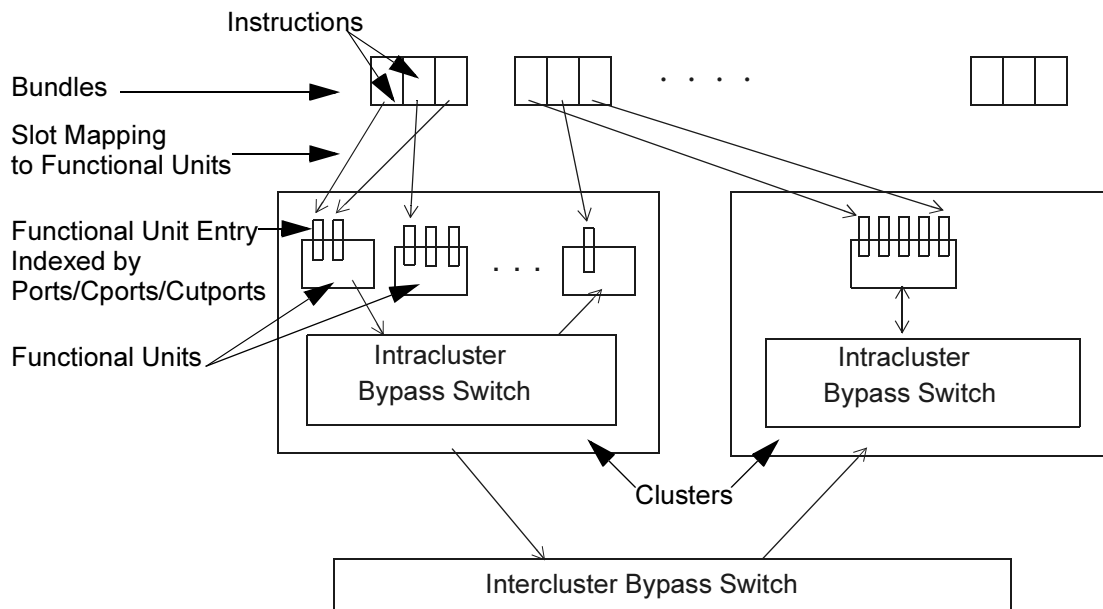 Instructions
Bundles
. . . .
Slot Mapping
to Functional Units
Functional Unit Entry
Indexed by
Ports/Cports/Cutports
. . .
Functional Units
Intracluster
Bypass Switch
Intracluster
Bypass Switch
Clusters
Intercluster Bypass Switch